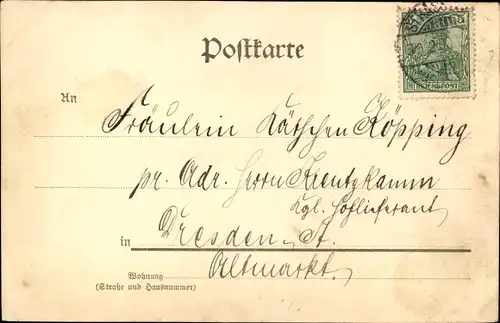 Postkarte
An
Fräulein Käthchen Köpping
pr. Adr. Herrn Kreutzkamm
Kgl. Hoflieferant
in Dresden A.
Altmarkt.
Wohnung
(Straße und Hausnummer)